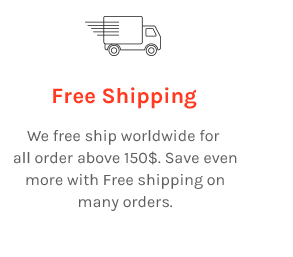 Free Shipping
We free ship worldwide for
all order above 150$. Save even
more with Free shipping on
many orders.